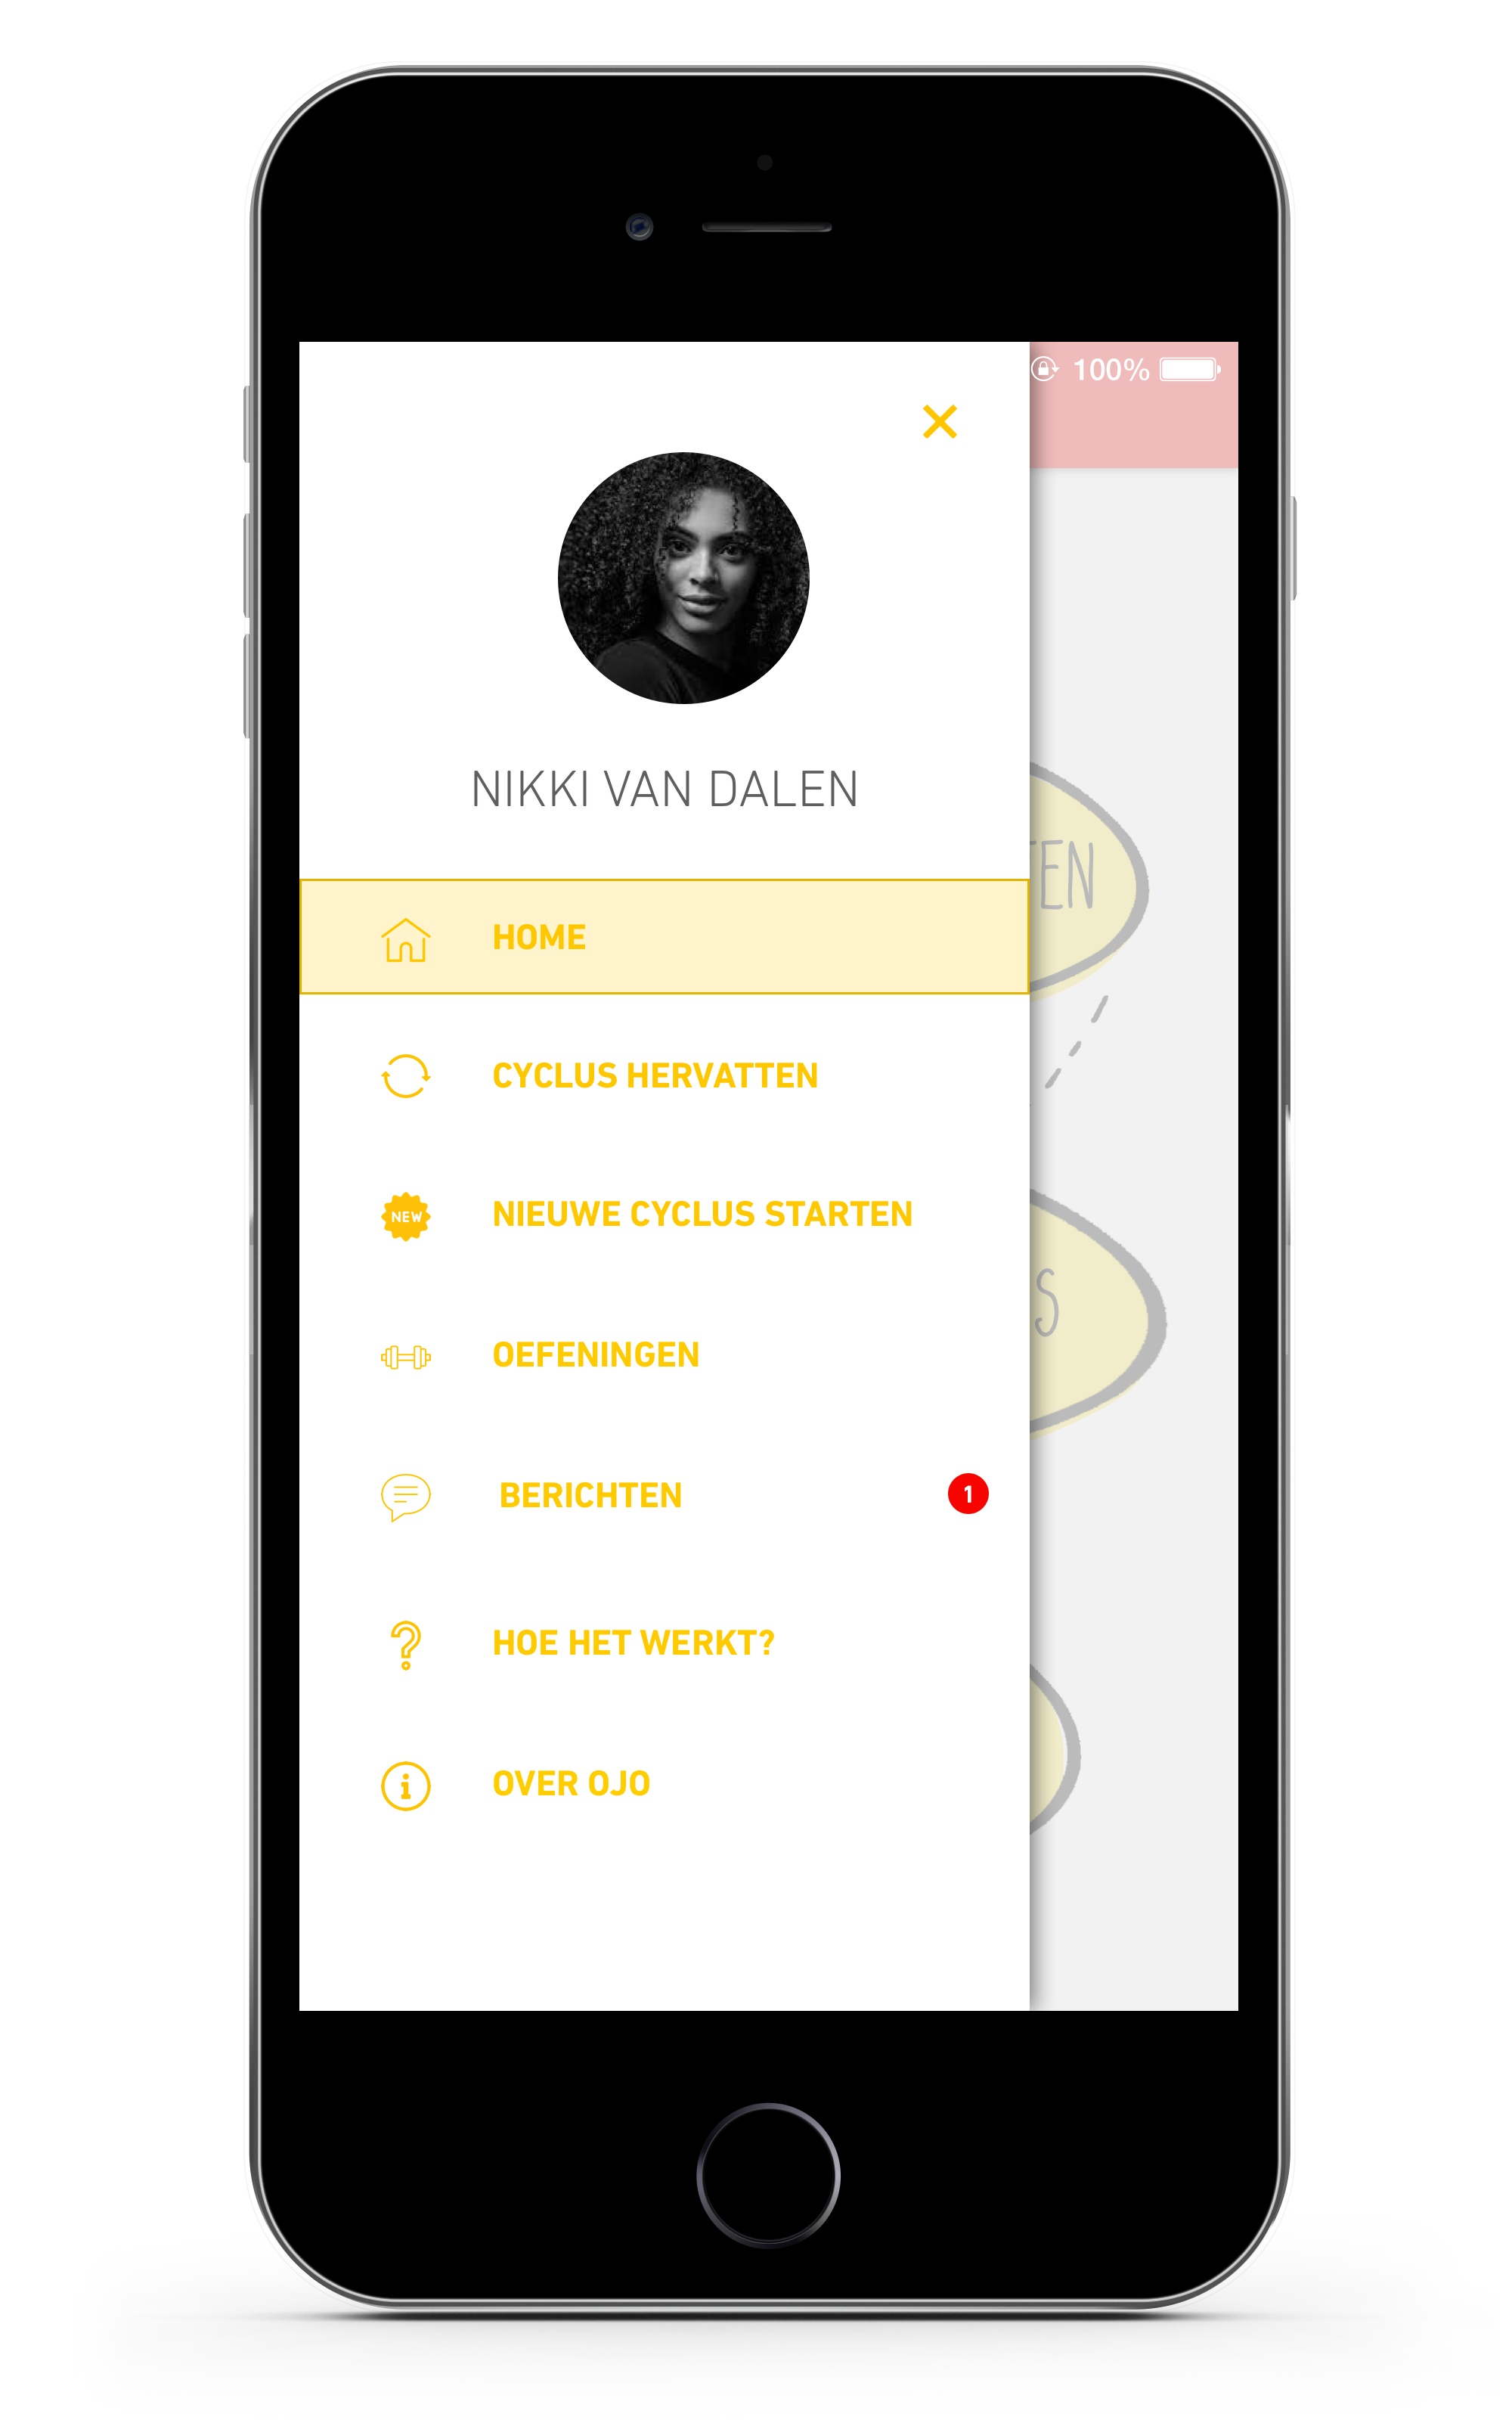 100%
NIKKI VAN DALEN
HOME
EN
CYCLUS HERVATTEN
NEW
NIEUWE CYCLUS STARTEN
S
OEFENINGEN
BERICHTEN
1
HOE HET WERKT?
OVER OJO